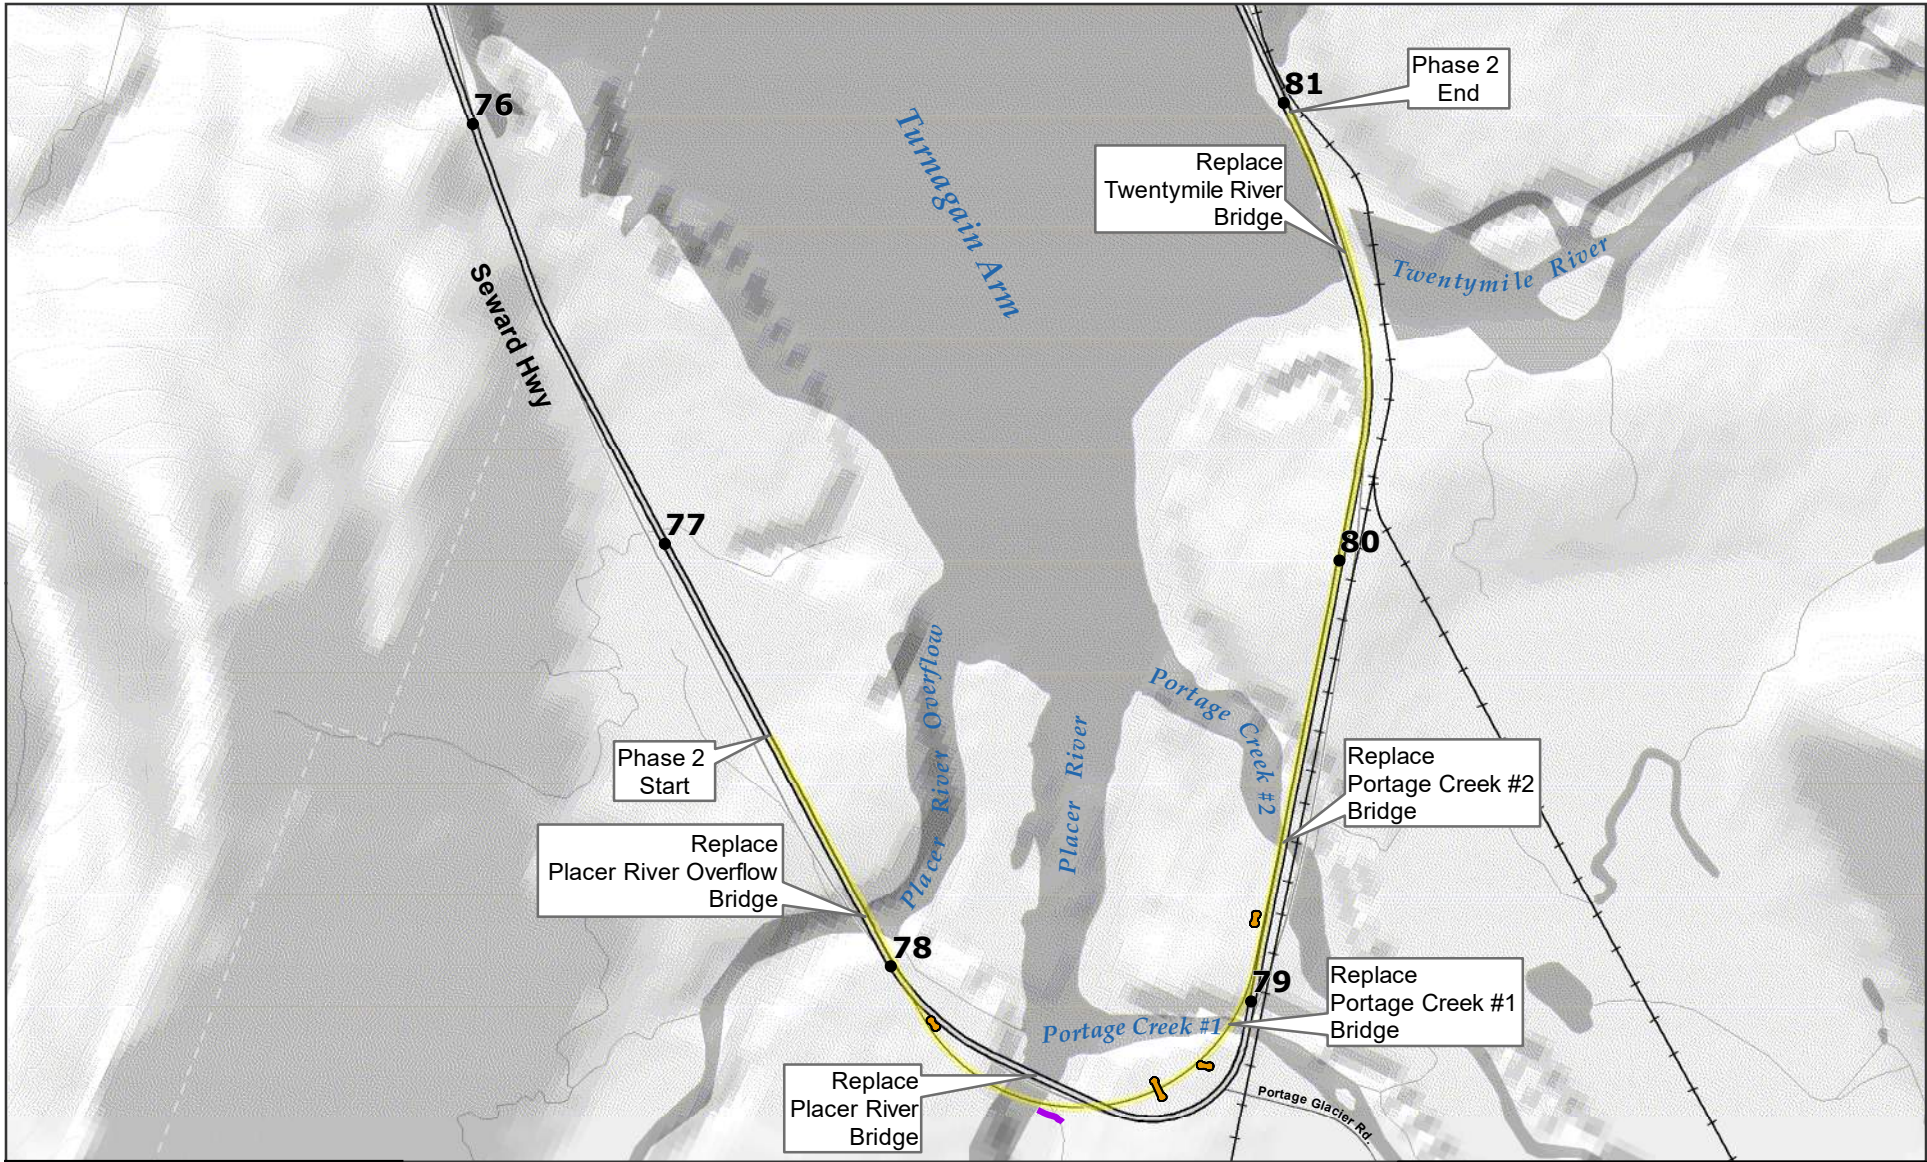 81
Phase 2
End
76
Turnagain Arm
Replace
Twentymile River
Bridge
Twentymile River
Seward Hwy
77
80
Placer River Overflow
Portage Creek #2
Placer River
Phase 2
Start
Replace
Portage Creek #2
Bridge
Replace
Placer River Overflow
Bridge
78
79
Replace
Portage Creek #1
Bridge
Portage Creek #1
Replace
Placer River
Bridge
Portage Glacier Rd.